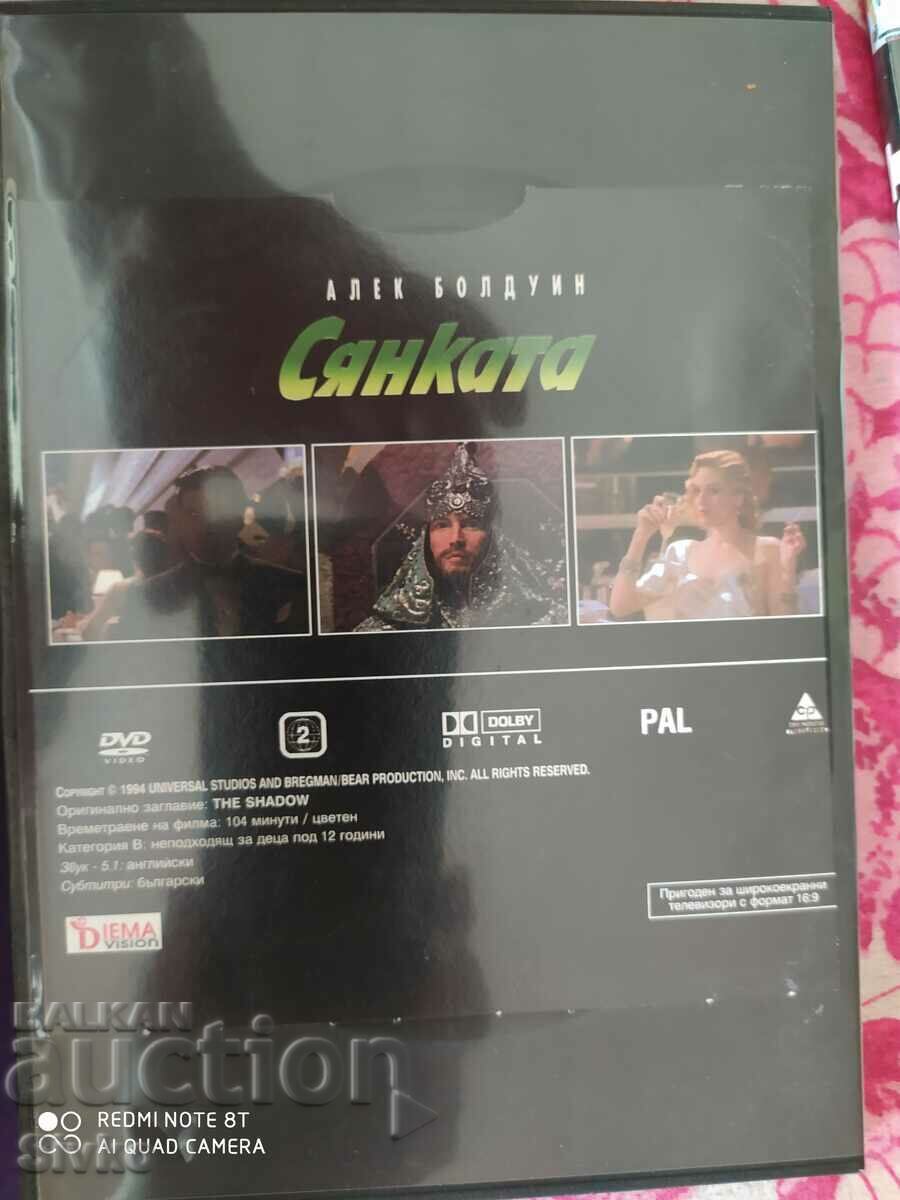 АЛЕК БОЛДУИН
Сянката
DVD
VIDEO
2
DOLBY
DIGITAL
PAL
COPYRIGHT © 1994 UNIVERSAL STUDIOS AND BREGMAN/BEAR PRODUCTION, INC. ALL RIGHTS RESERVED.
Оригинално заглавие: THE SHADOW
Времетраене на филма: 104 минути / цветен
Категория В: неподходящ за деца под 12 години
Звук - 5.1: английски
Субтитри: български
Пригоден за широкоекранни
телевизори с формат 16:9
DIEMA
vision
BALKAN
auction
REDMI NOTE 8T
AI QUAD CAMERA